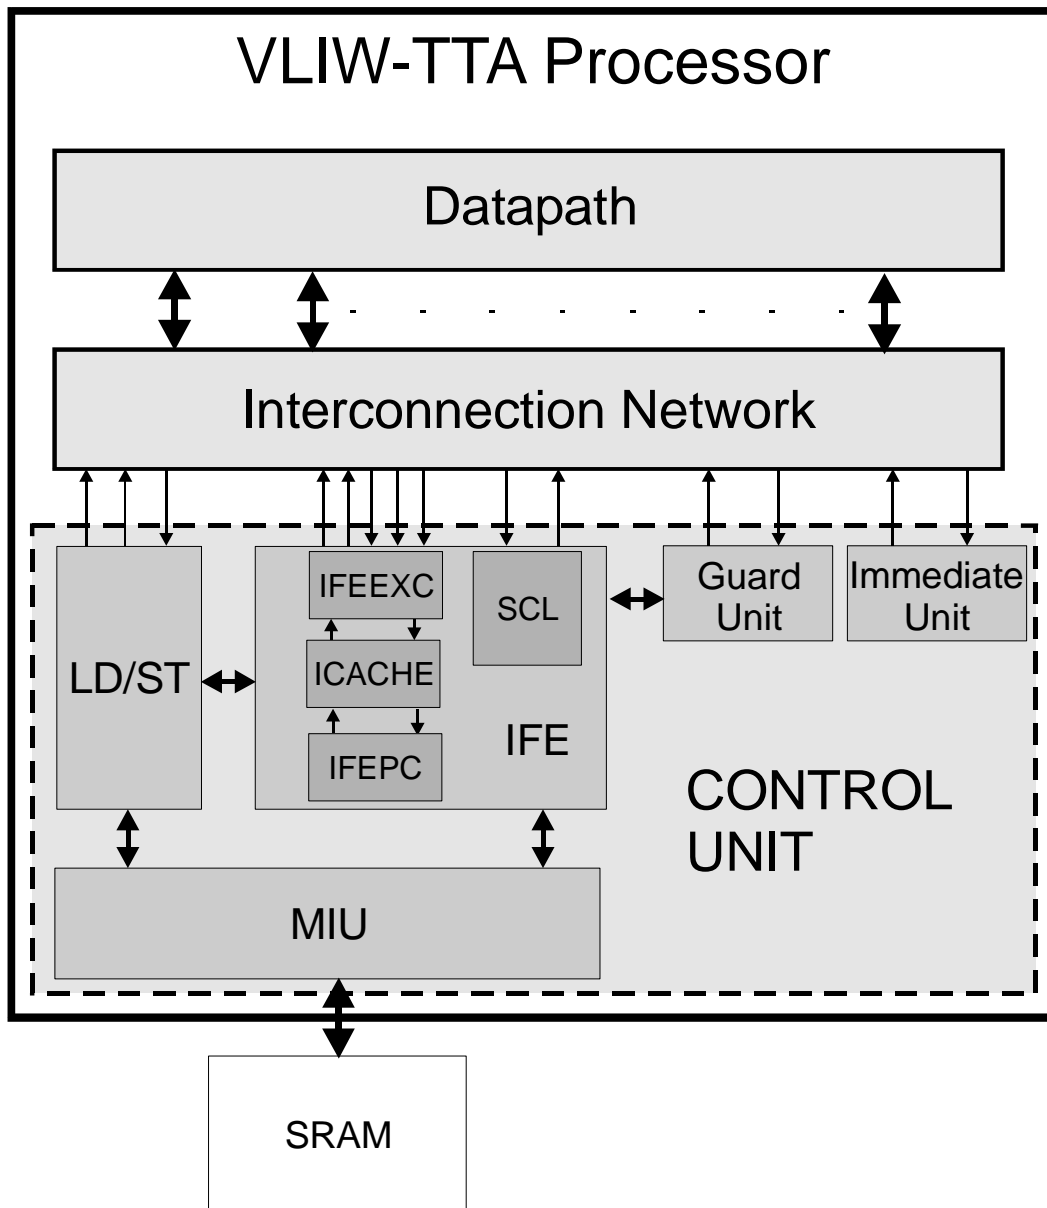 VLIW-TTA Processor
Datapath
Interconnection Network
IFEEXC
SCL
Guard
Unit
Immediate
Unit
LD/ST
ICACHE
IFE
IFEPC
CONTROL
UNIT
MIU
SRAM